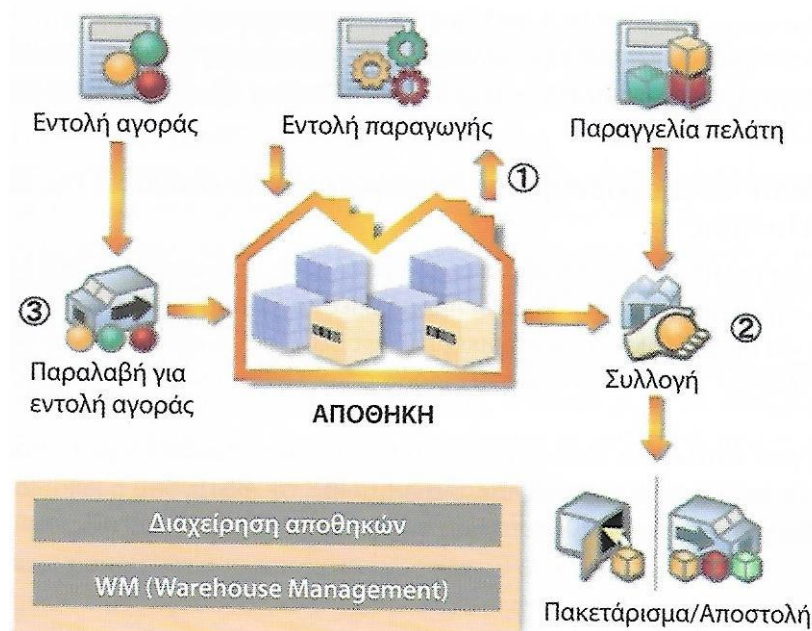 Εντολή αγοράς
Εντολή παραγωγής
Παραγγελία πελάτη
①
③
②
Παραλαβή για
εντολή αγοράς
ΑΠΟΘΗΚΗ
Συλλογή
Διαχείρηση αποθηκών
WM (Warehouse Management)
Πακετάρισμα/Αποστολή